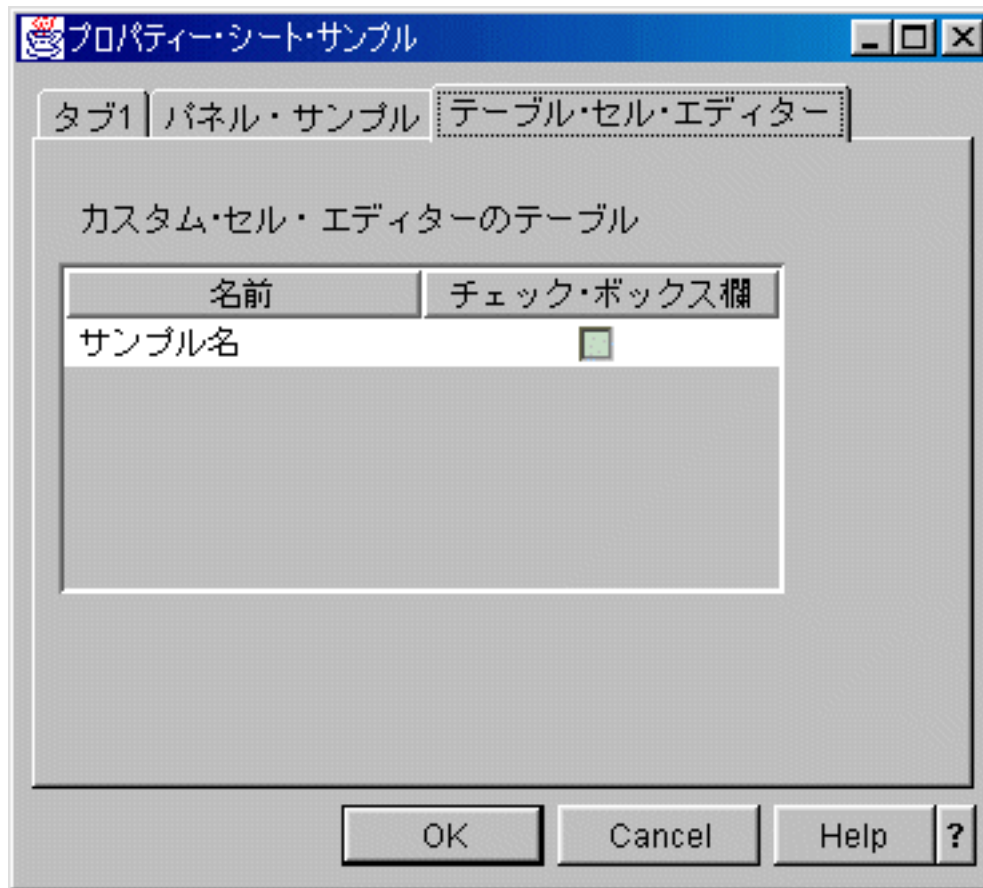 プロパティー・シート・サンプル
タブ1 パネル・サンプル テーブル・セル・エディター
カスタム・セル・エディターのテーブル
名前 チェック・ボックス欄
サンプル名
OK Cancel Help ?